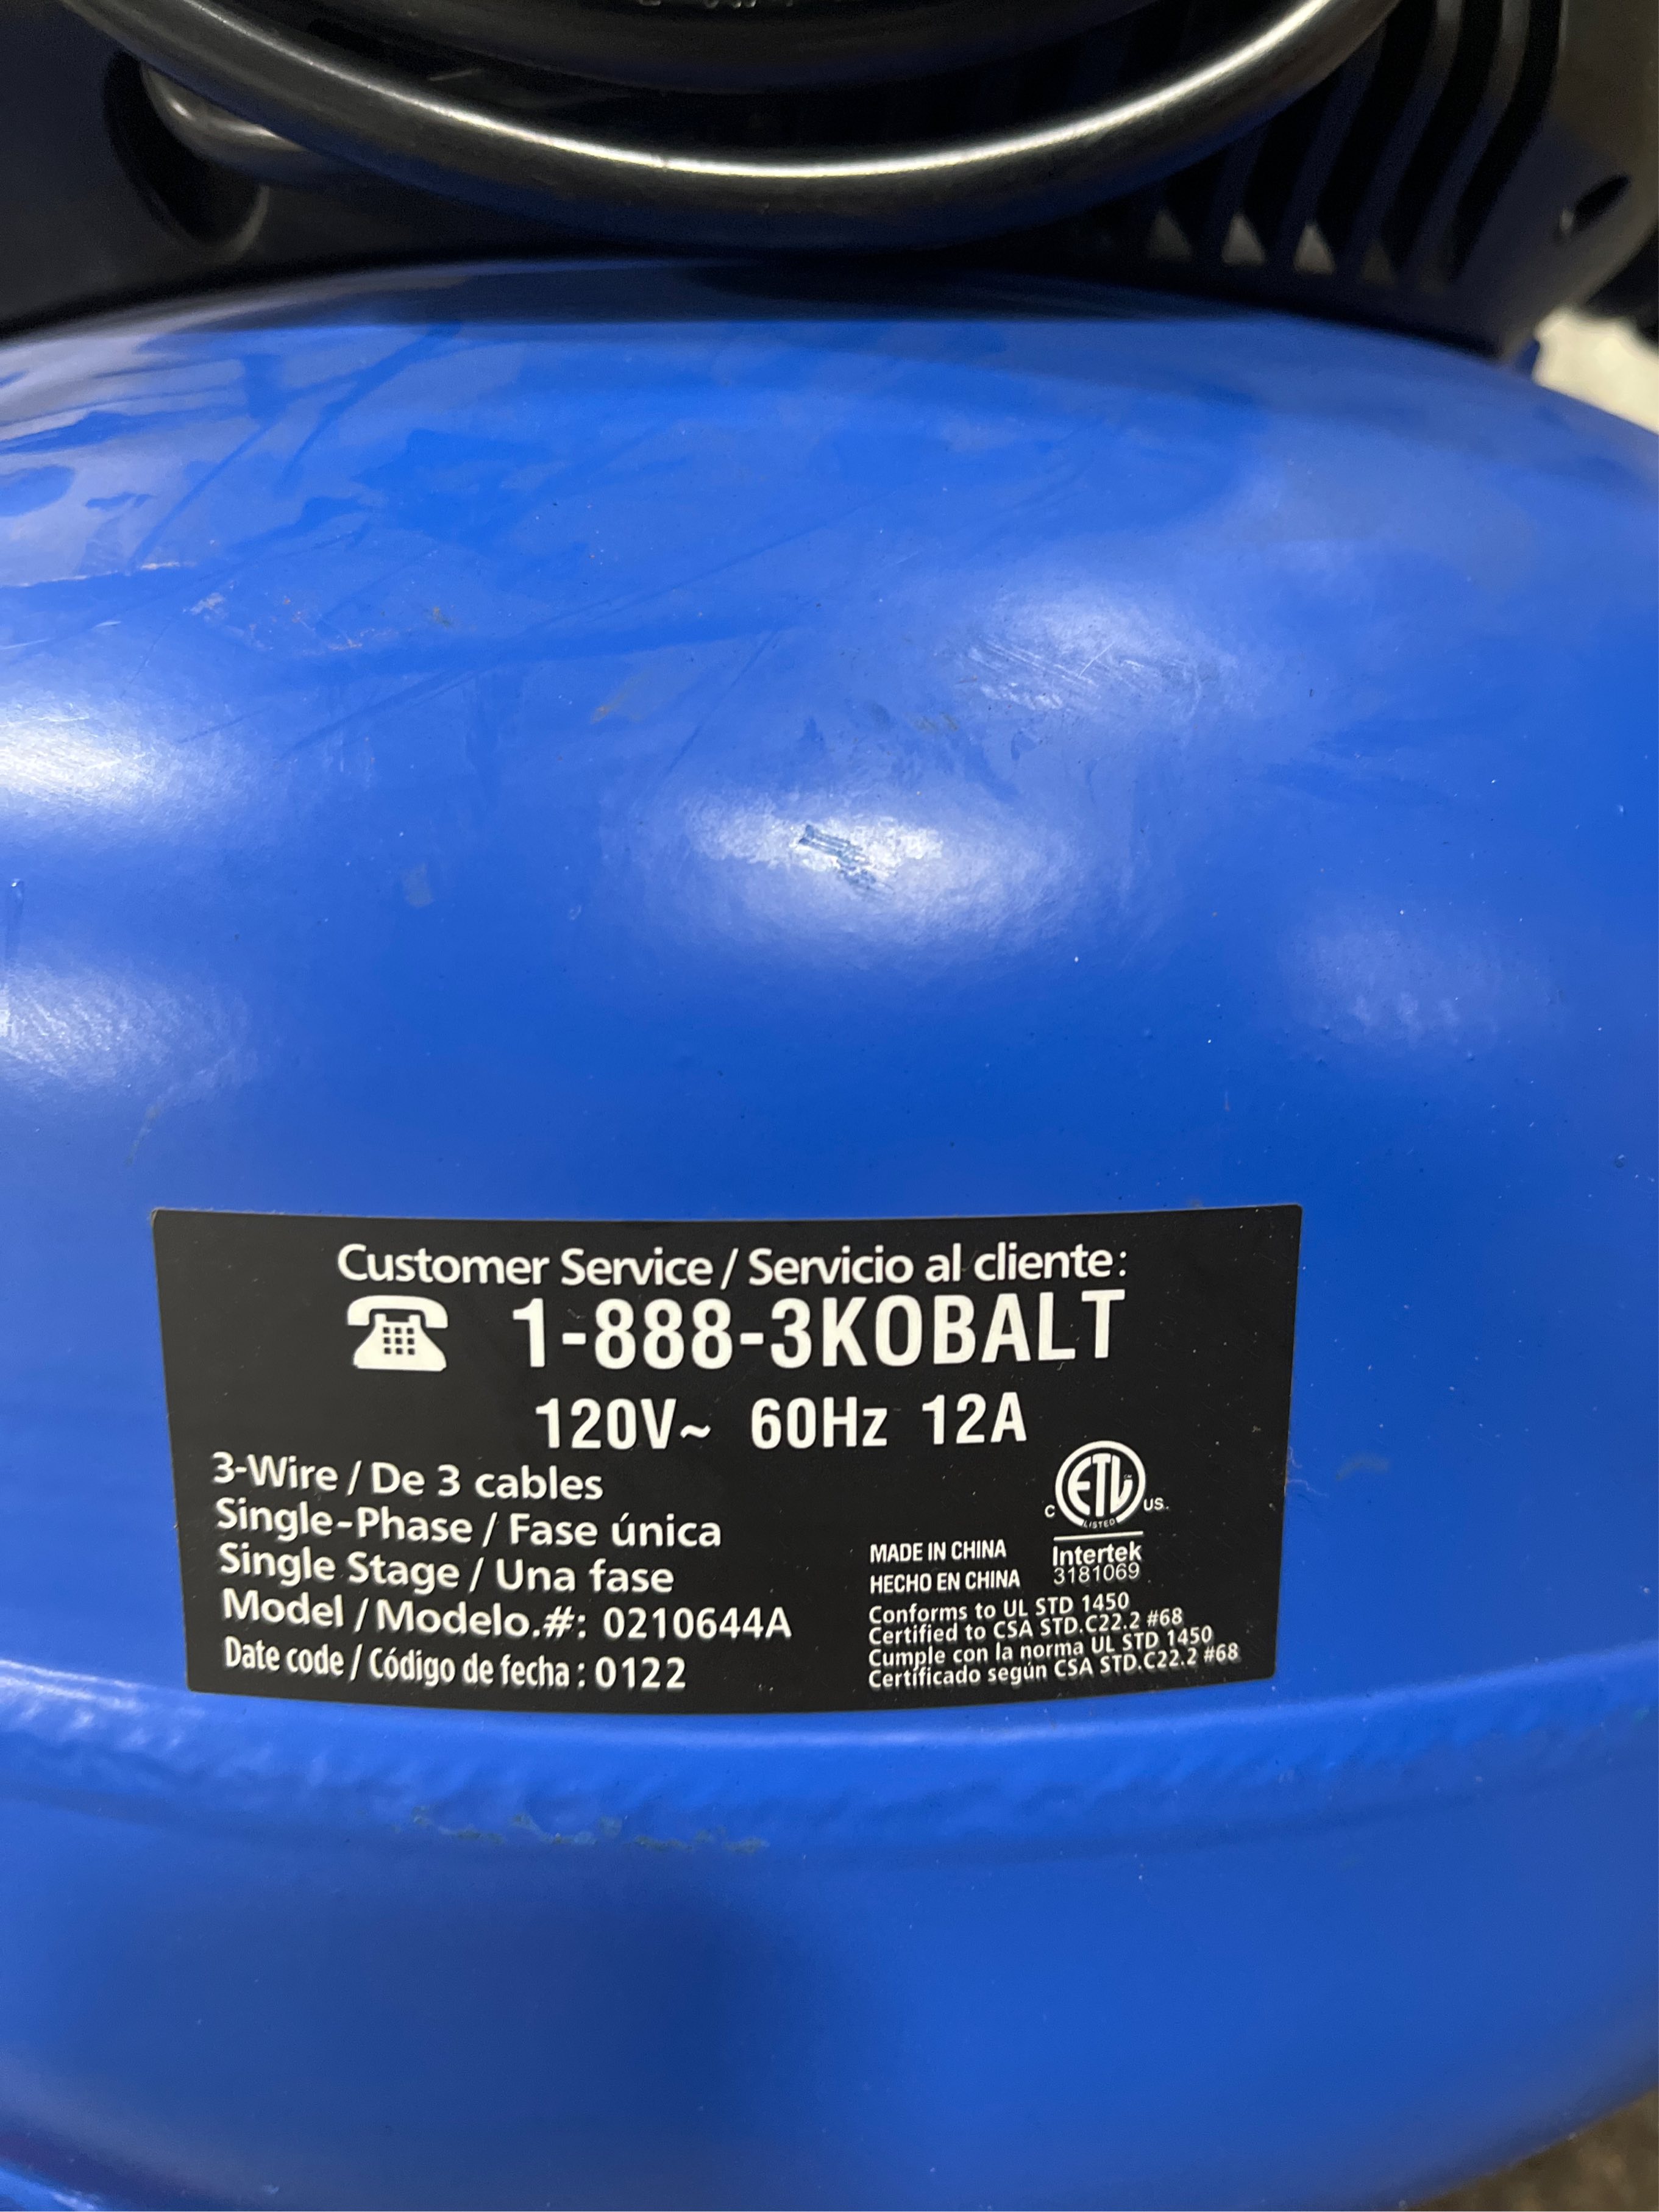 Customer Service / Servicio al cliente:
1-888-3KOBALT
120V~ 60Hz 12A
3-Wire / De 3 cables
Single-Phase / Fase única
Single Stage / Una fase
Model / Modelo.#: 0210644A
Date code / Código de fecha : 0122
ETL
LISTED
C US
Intertek
3181069
MADE IN CHINA
HECHO EN CHINA
Conforms to UL STD 1450
Certified to CSA STD.C22.2 #68
Cumple con la norma UL STD 1450
Certificado según CSA STD.C22.2 #68